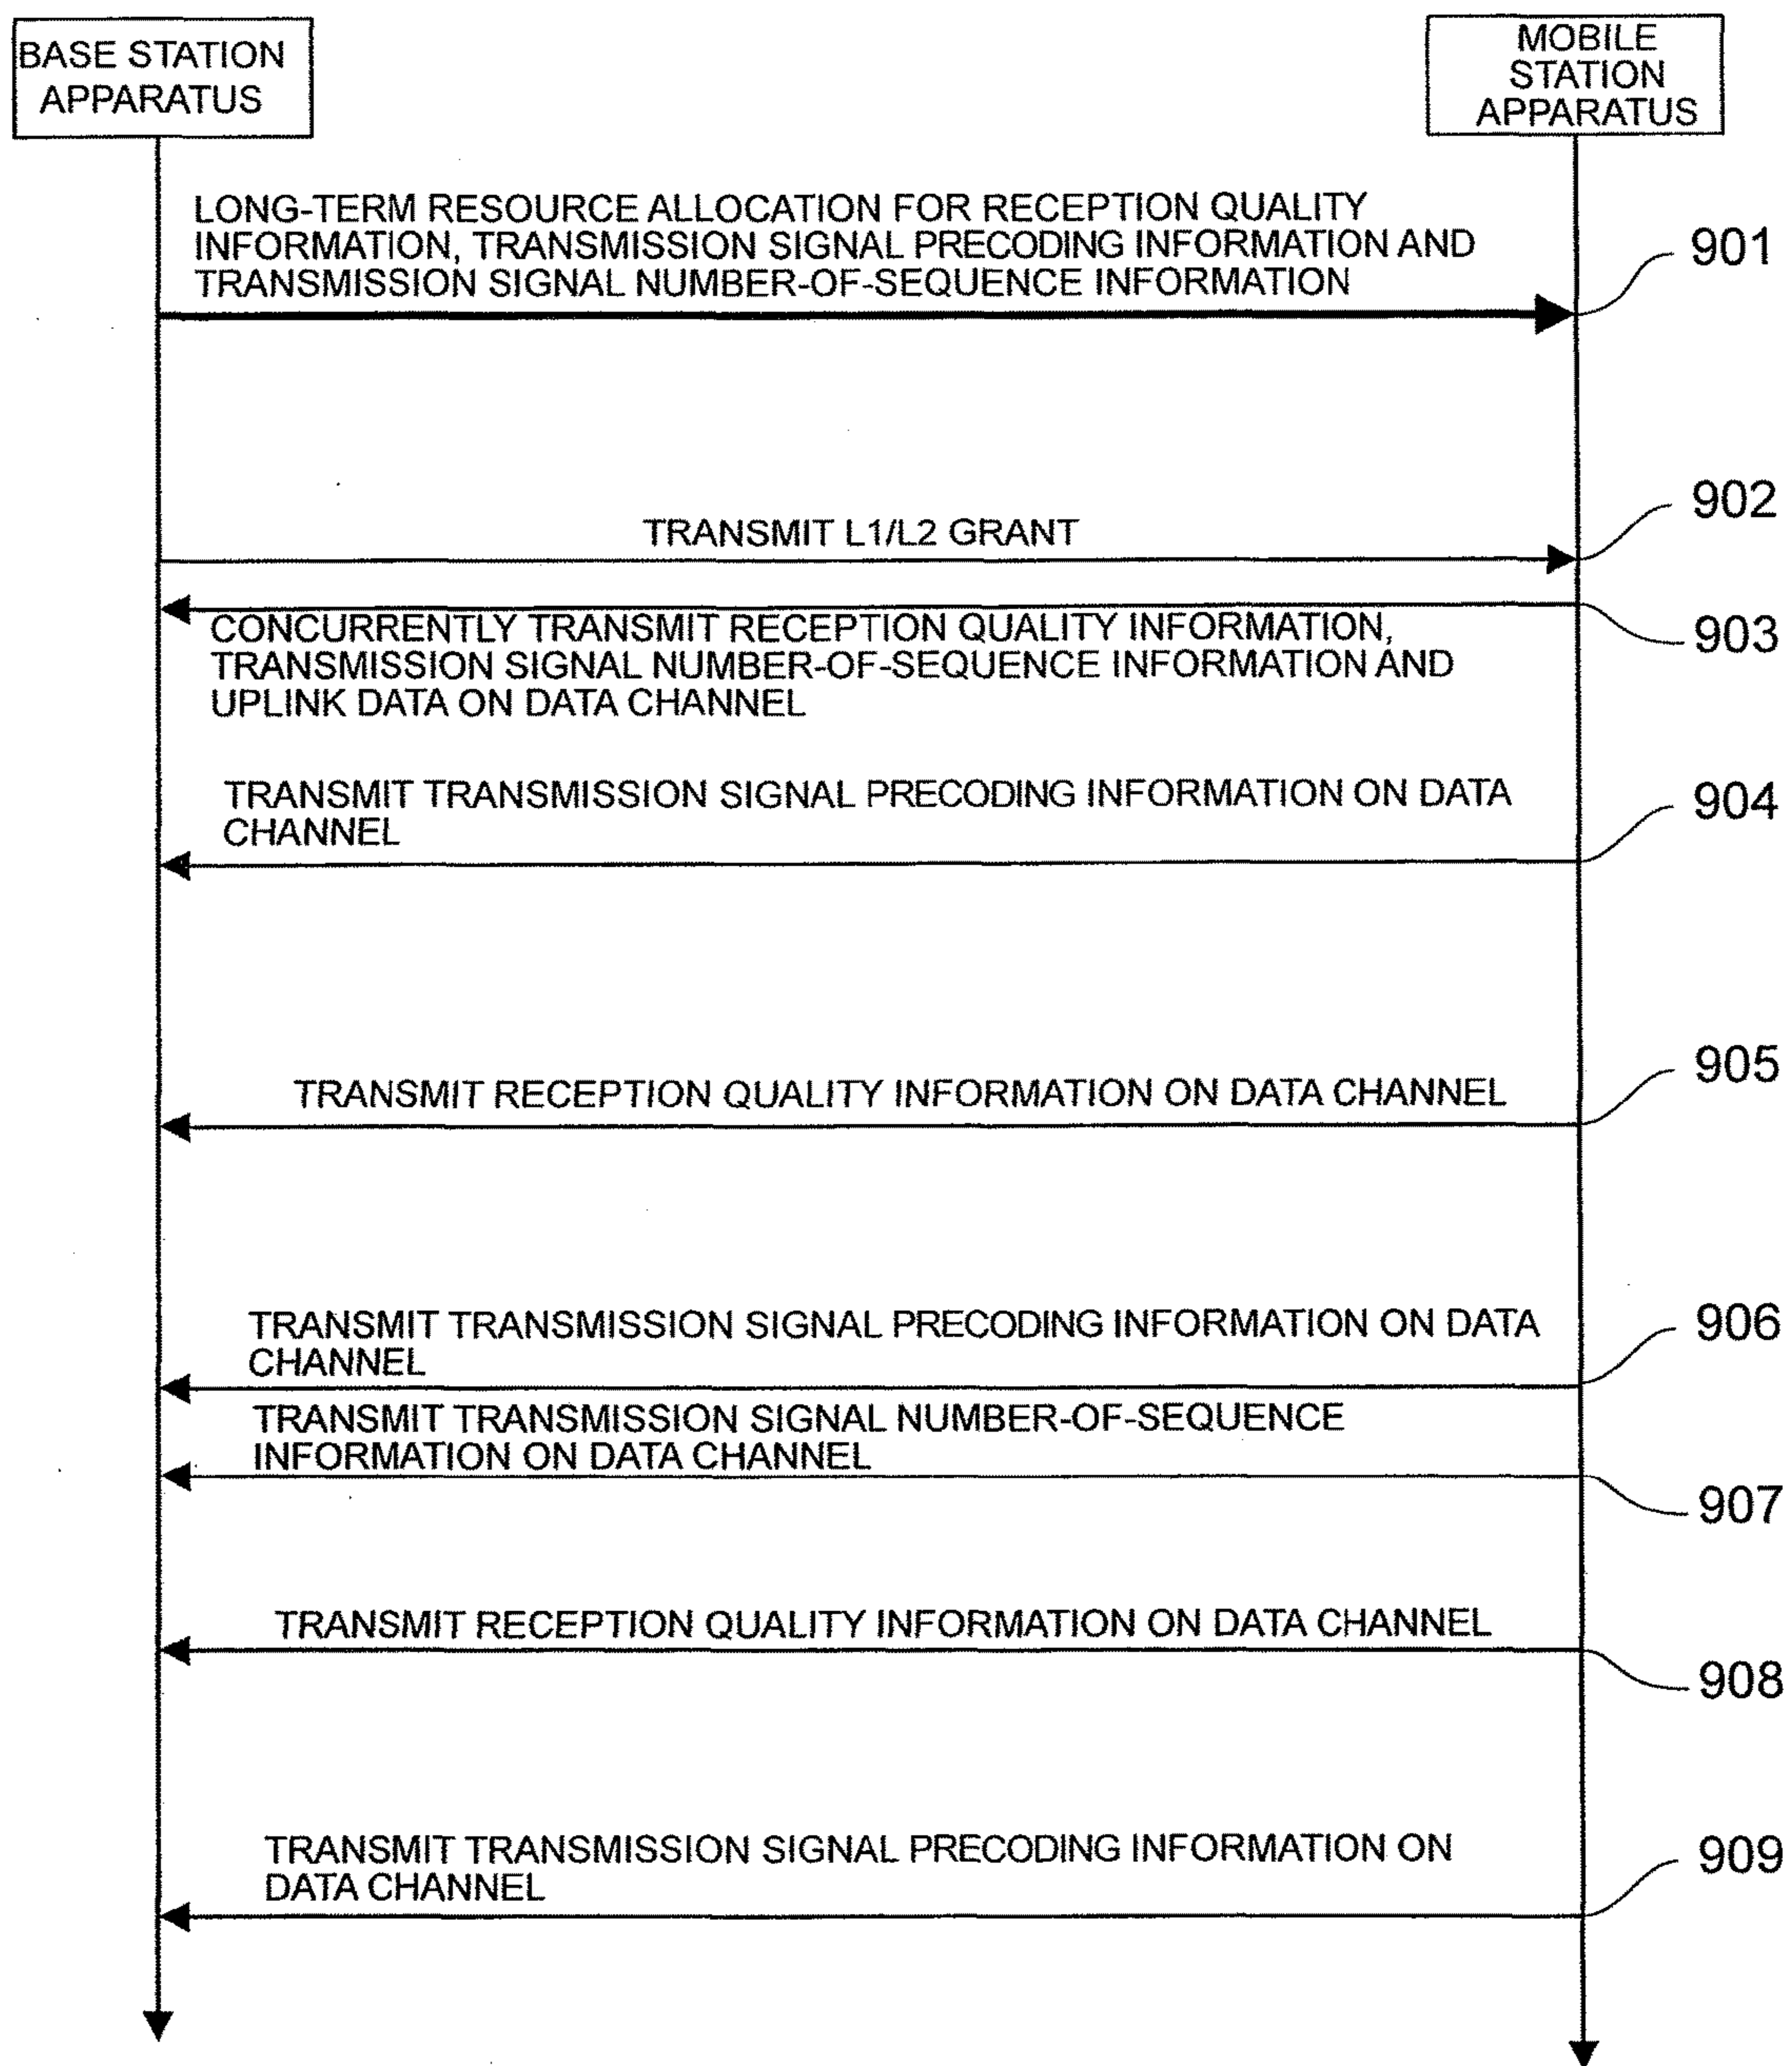 BASE STATION
APPARATUS
MOBILE
STATION
APPARATUS
LONG-TERM RESOURCE ALLOCATION FOR RECEPTION QUALITY
INFORMATION, TRANSMISSION SIGNAL PRECODING INFORMATION AND
TRANSMISSION SIGNAL NUMBER-OF-SEQUENCE INFORMATION
901
TRANSMIT L1/L2 GRANT
902
CONCURRENTLY TRANSMIT RECEPTION QUALITY INFORMATION,
TRANSMISSION SIGNAL NUMBER-OF-SEQUENCE INFORMATION AND
UPLINK DATA ON DATA CHANNEL
903
TRANSMIT TRANSMISSION SIGNAL PRECODING INFORMATION ON DATA
CHANNEL
904
TRANSMIT RECEPTION QUALITY INFORMATION ON DATA CHANNEL
905
TRANSMIT TRANSMISSION SIGNAL PRECODING INFORMATION ON DATA
CHANNEL
906
TRANSMIT TRANSMISSION SIGNAL NUMBER-OF-SEQUENCE
INFORMATION ON DATA CHANNEL
907
TRANSMIT RECEPTION QUALITY INFORMATION ON DATA CHANNEL
908
TRANSMIT TRANSMISSION SIGNAL PRECODING INFORMATION ON
DATA CHANNEL
909